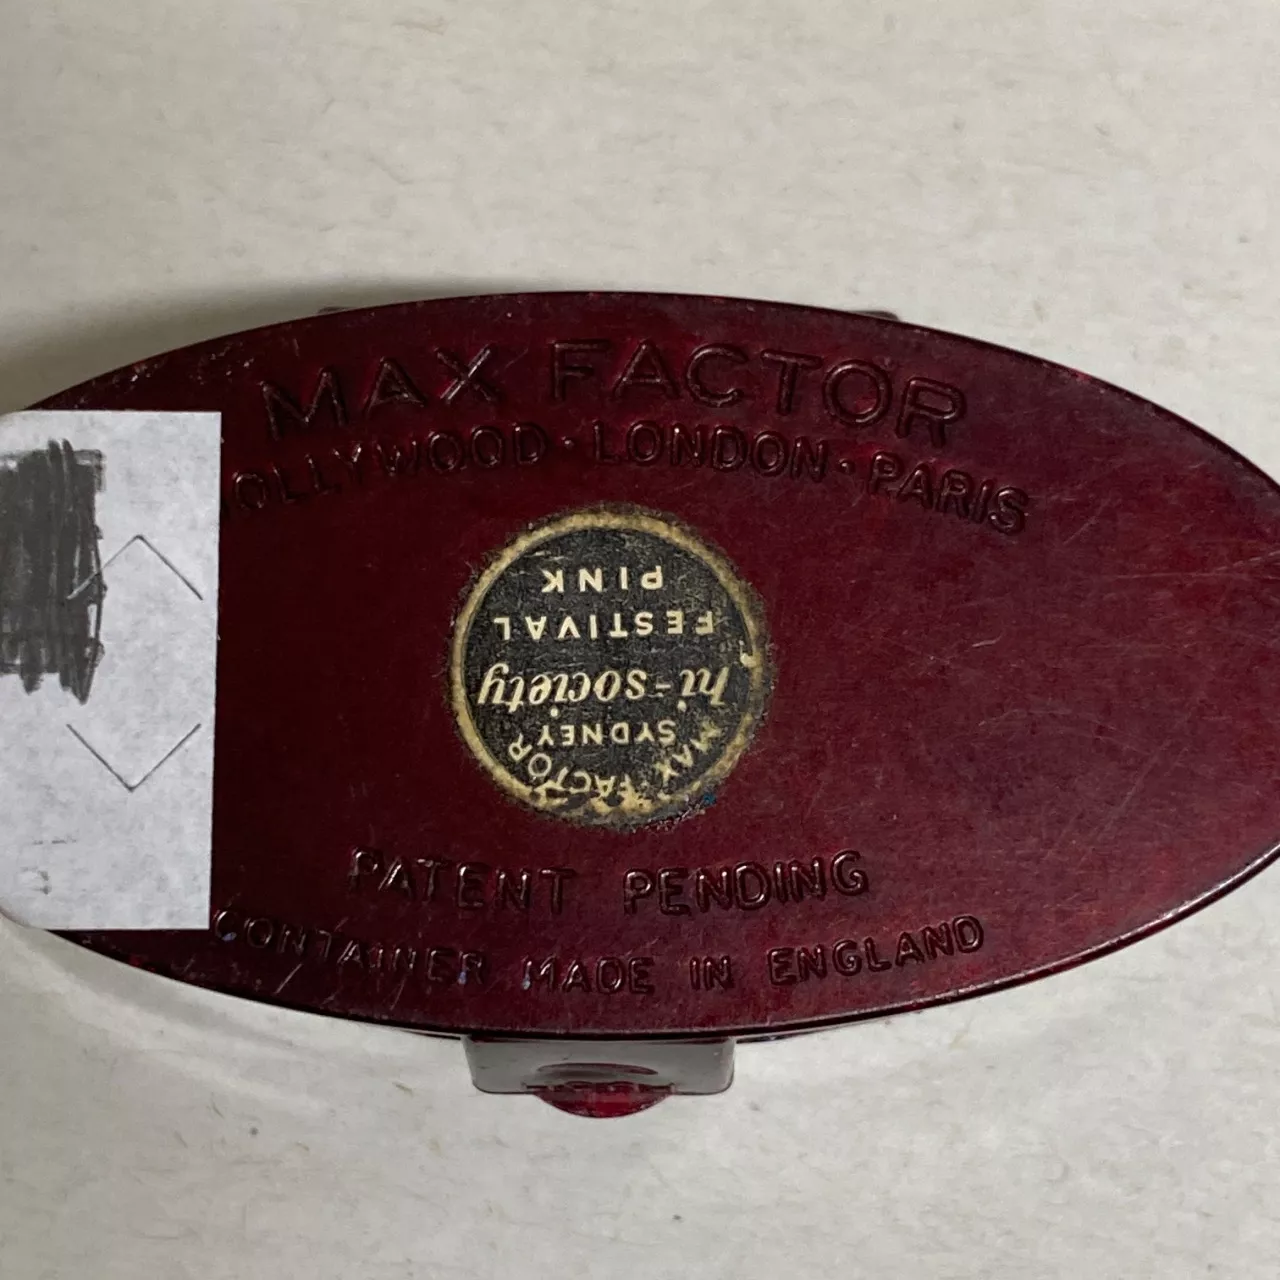 MAX FACTOR
HOLLYWOOD · LONDON · PARIS
MAX FACTOR
SYDNEY
hi-society
FESTIVAL
PINK
PATENT PENDING
CONTAINER MADE IN ENGLAND